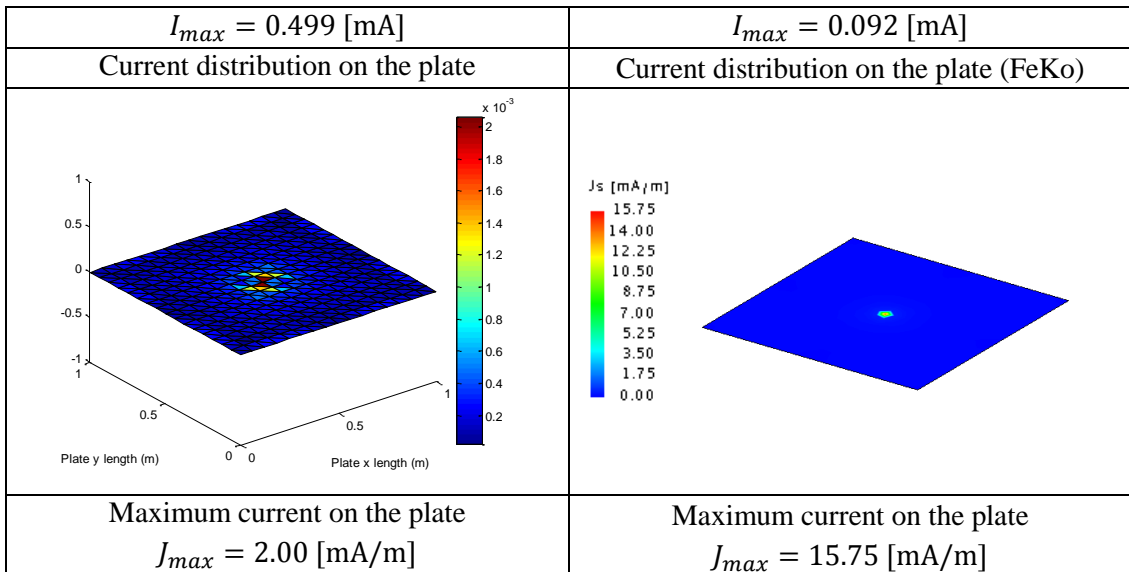 I_max = 0.499 [mA]
I_max = 0.092 [mA]
Current distribution on the plate
Current distribution on the plate (FeKo)
x 10^-3
2
1.8
1.6
1.4
1.2
1
0.8
0.6
0.4
0.2
1
0.5
0
-0.5
-1
1
0.5
0
0
0.5
1
Plate y length (m)
Plate x length (m)
Js [mA/m]
15.75
14.00
12.25
10.50
8.75
7.00
5.25
3.50
1.75
0.00
Maximum current on the plate
J_max = 2.00 [mA/m]
Maximum current on the plate
J_max = 15.75 [mA/m]